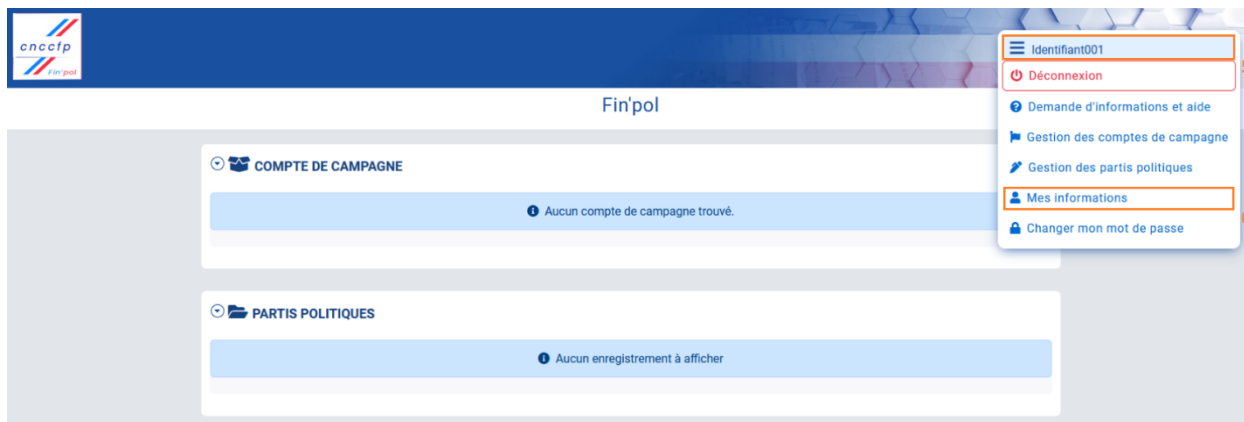 cnccfp
Fin'pol
Identifiant001
Déconnexion
Fin'pol
Demande d'informations et aide
Gestion des comptes de campagne
COMPTE DE CAMPAGNE
Gestion des partis politiques
Mes informations
Aucun compte de campagne trouvé.
Changer mon mot de passe
PARTIS POLITIQUES
Aucun enregistrement à afficher